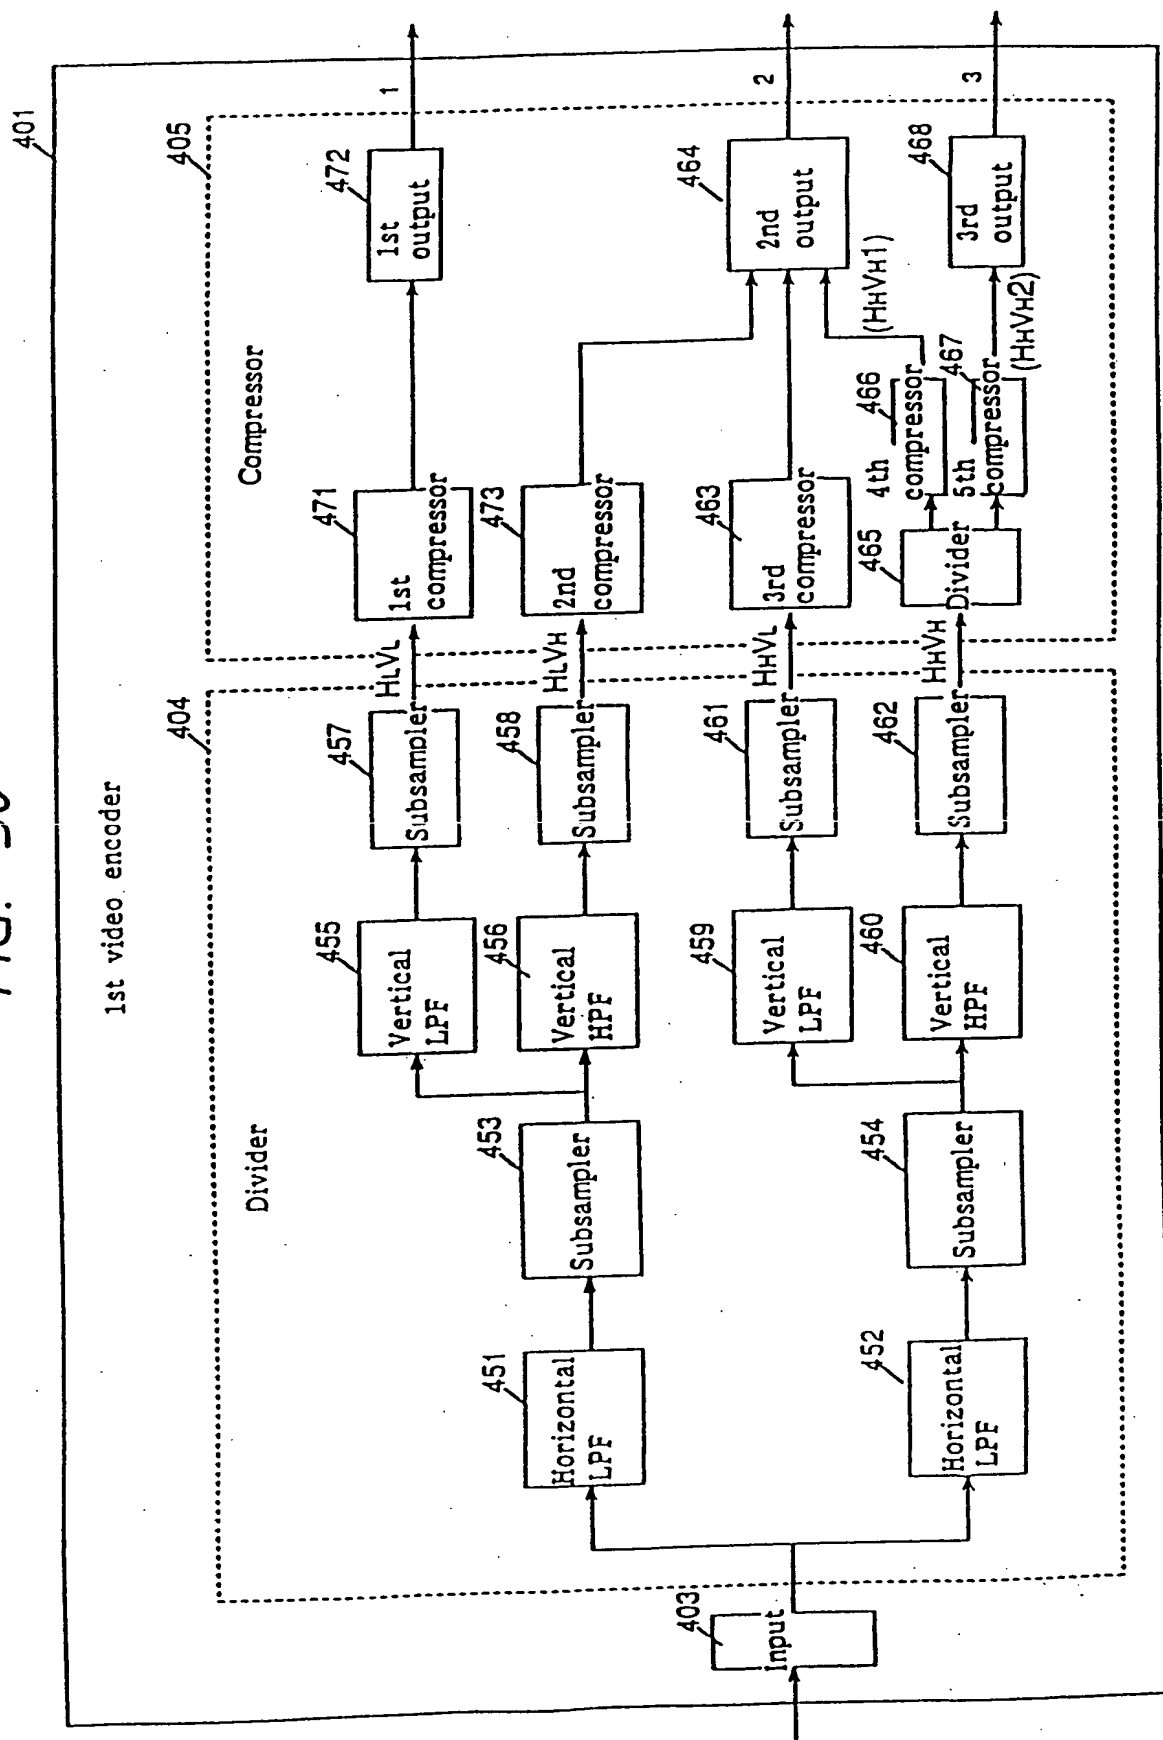 1st video encoder
401
404
405
Divider
Compressor
403
Input
451
Horizontal
LPF
452
Horizontal
LPF
453
Subsampler
454
Subsampler
455
Vertical
LPF
456
Vertical
HPF
459
Vertical
LPF
460
Vertical
HPF
457
Subsampler
458
Subsampler
461
Subsampler
462
Subsampler
HLVL
HLVH
HHVL
HHVH
471
1st
compressor
473
2nd
compressor
463
3rd
compressor
465
Divider
466
4th
compressor
467
5th
compressor
(HHVH1)
(HHVH2)
472
1st
output
464
2nd
output
468
3rd
output
1
2
3